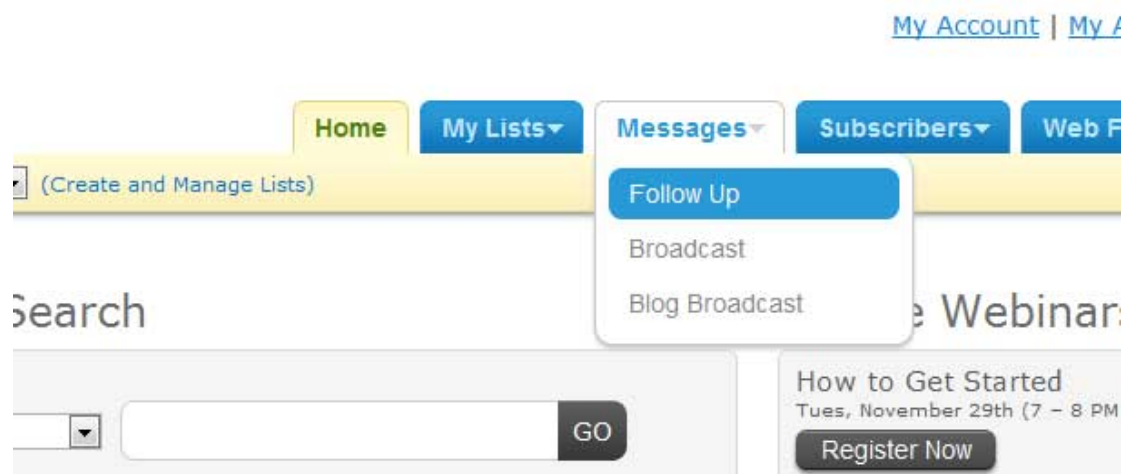 My Account | My A
Home My Lists Messages Subscribers Web F
(Create and Manage Lists)
Follow Up
Broadcast
Blog Broadcast
Search
e Webinars
How to Get Started
Tues, November 29th (7 – 8 PM
GO
Register Now